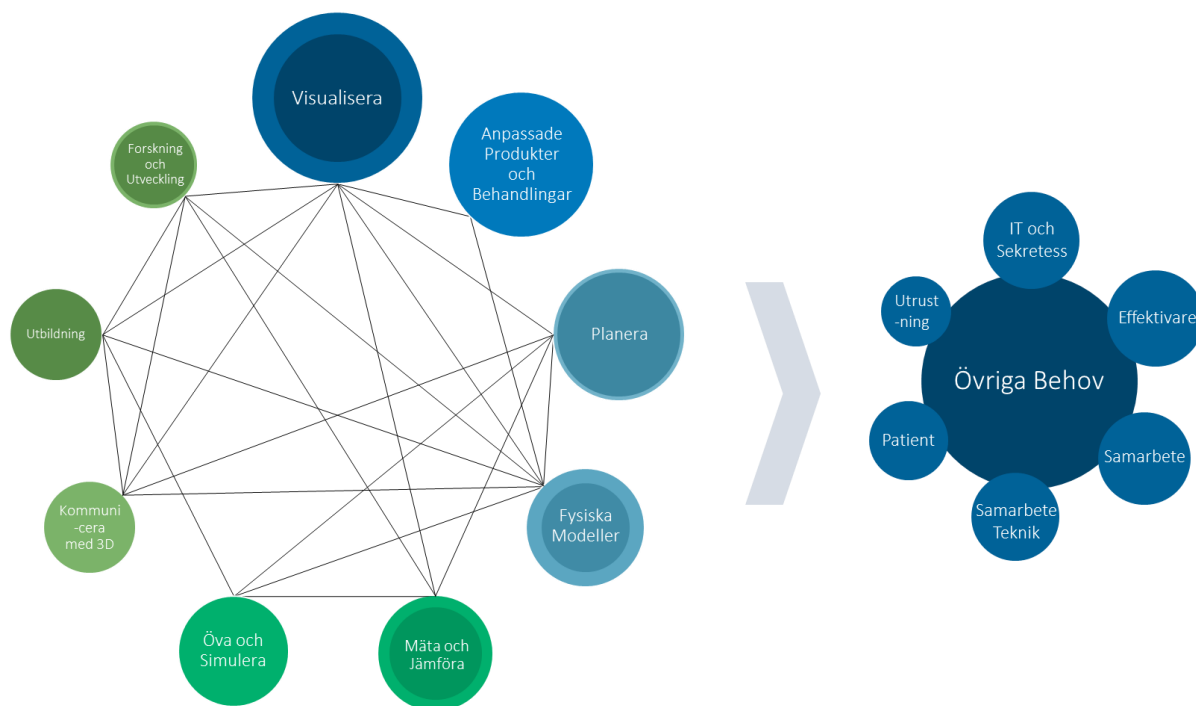 Visualisera
Anpassade
Produkter
och
Behandlingar
Planera
Fysiska
Modeller
Mäta och
Jämföra
Öva och
Simulera
Kommuni
-cera
med 3D
Utbildning
Forskning
och
Utveckling
Övriga Behov
IT och
Sekretess
Effektivare
Samarbete
Samarbete
Teknik
Patient
Utrust
-ning